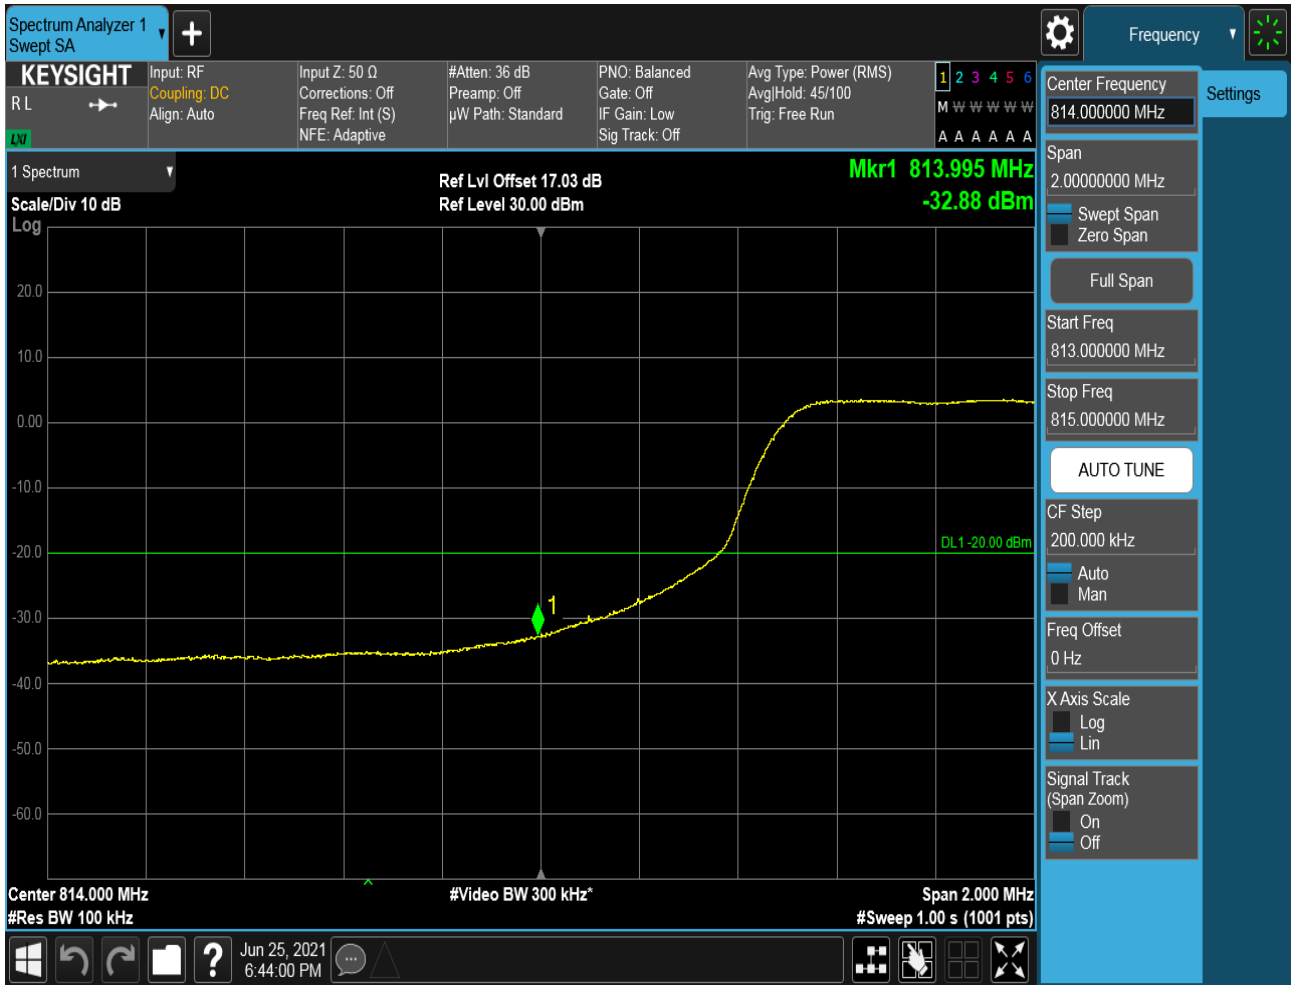 Spectrum Analyzer 1
Swept SA
Frequency
KEYSIGHT
R L
LXI
Input: RF
Coupling: DC
Align: Auto
Input Z: 50 Ω
Corrections: Off
Freq Ref: Int (S)
NFE: Adaptive
#Atten: 36 dB
Preamp: Off
µW Path: Standard
PNO: Balanced
Gate: Off
IF Gain: Low
Sig Track: Off
Avg Type: Power (RMS)
Avg|Hold: 45/100
Trig: Free Run
1 2 3 4 5 6
M W W W W W
A A A A A A
1 Spectrum
Scale/Div 10 dB
Log
Ref Lvl Offset 17.03 dB
Ref Level 30.00 dBm
Mkr1 813.995 MHz
-32.88 dBm
20.0
10.0
0.00
-10.0
-20.0
-30.0
-40.0
-50.0
-60.0
DL1 -20.00 dBm
1
Center 814.000 MHz
#Res BW 100 kHz
#Video BW 300 kHz*
Span 2.000 MHz
#Sweep 1.00 s (1001 pts)
Center Frequency
814.000000 MHz
Settings
Span
2.00000000 MHz
Swept Span
Zero Span
Full Span
Start Freq
813.000000 MHz
Stop Freq
815.000000 MHz
AUTO TUNE
CF Step
200.000 kHz
Auto
Man
Freq Offset
0 Hz
X Axis Scale
Log
Lin
Signal Track
(Span Zoom)
On
Off
?
Jun 25, 2021
6:44:00 PM